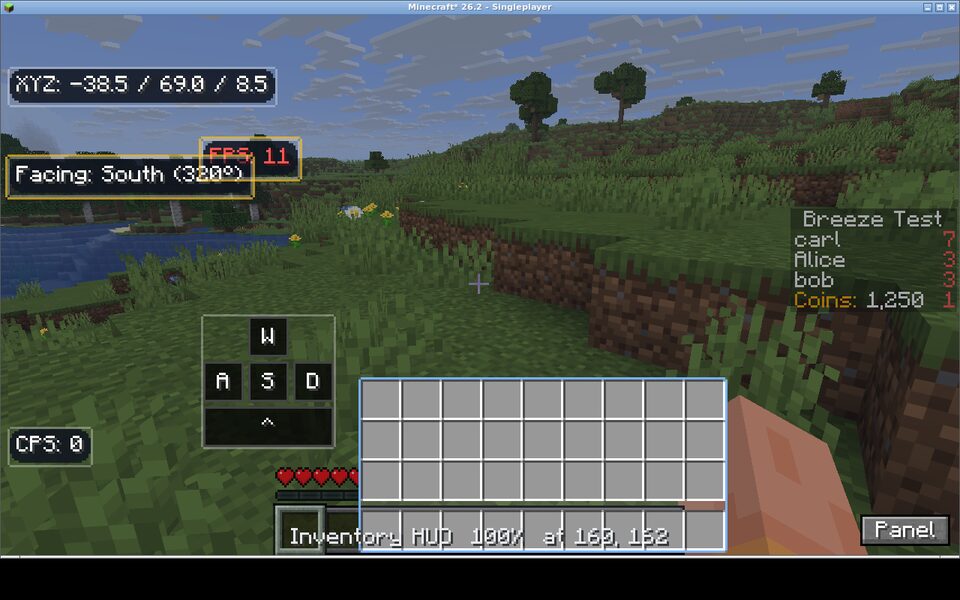 Minecraft* 26.2 - Singleplayer
XYZ: -38.5 / 69.0 / 8.5
FPS: 11
Facing: South (320°)
Breeze Test
carl 7
Alice 3
bob 3
Coins: 1,250 1
W
A S D
^
CPS: 0
Inventory HUD 100% at 160, 162
Panel